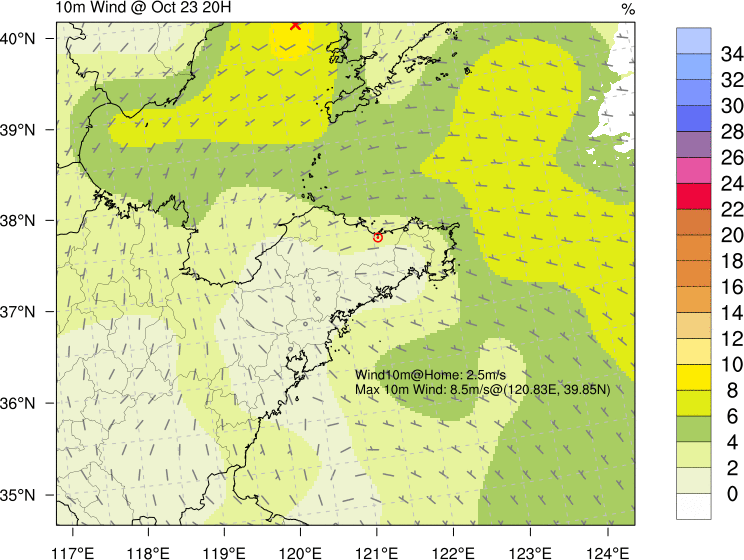 10m Wind @ Oct 23 20H
%
40°N
39°N
38°N
37°N
36°N
35°N
Wind10m@Home: 2.5m/s
Max 10m Wind: 8.5m/s@(120.83E, 39.85N)
117°E 118°E 119°E 120°E 121°E 122°E 123°E 124°E
34
32
30
28
26
24
22
20
18
16
14
12
10
8
6
4
2
0